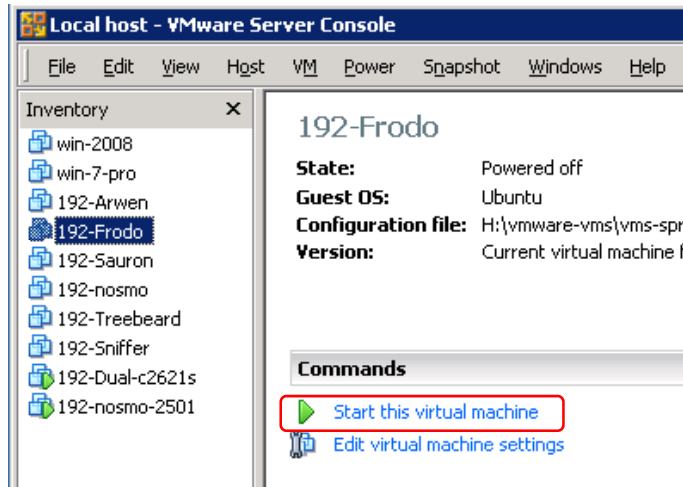 Local host - VMware Server Console
File Edit View Host VM Power Snapshot Windows Help
Inventory
win-2008
win-7-pro
192-Arwen
192-Frodo
192-Sauron
192-nosmo
192-Treebeard
192-Sniffer
192-Dual-c2621s
192-nosmo-2501
192-Frodo
State: Powered off
Guest OS: Ubuntu
Configuration file: H:\vmware-vms\vms-spr
Version: Current virtual machine
Commands
Start this virtual machine
Edit virtual machine settings